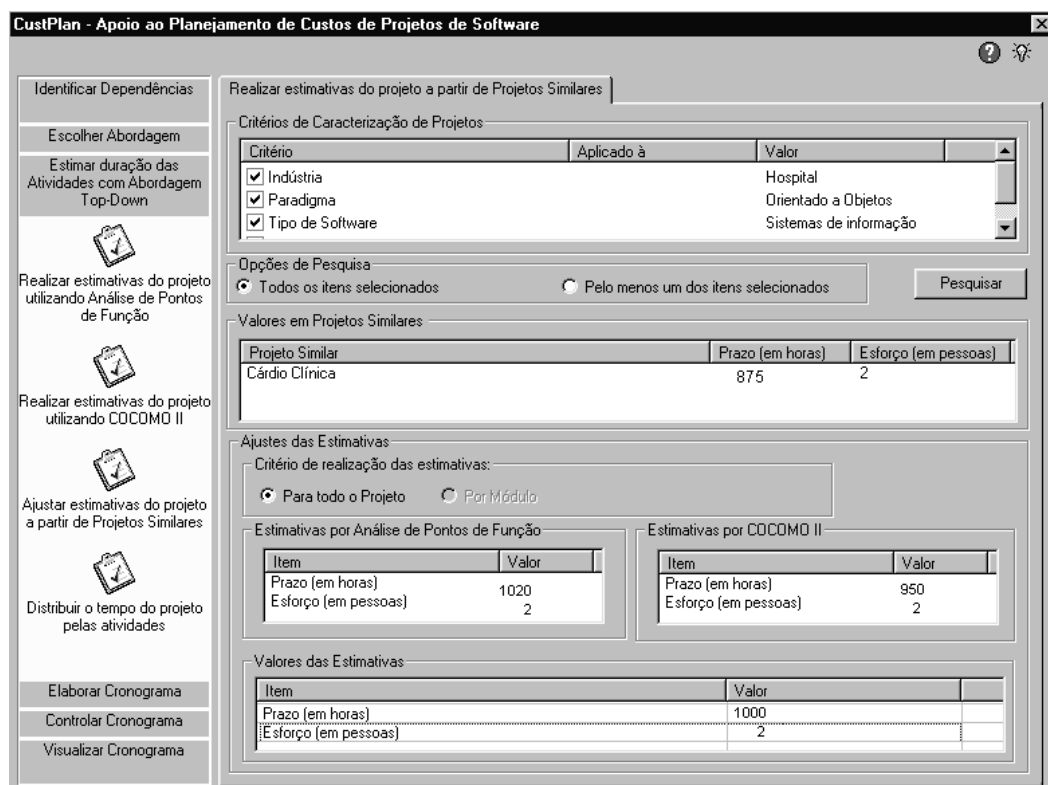 CustPlan - Apoio ao Planejamento de Custos de Projetos de Software
Identificar Dependências
Escolher Abordagem
Estimar duração das
Atividades com Abordagem
Top-Down
Realizar estimativas do projeto
utilizando Análise de Pontos
de Função
Realizar estimativas do projeto
utilizando COCOMO II
Ajustar estimativas do projeto
a partir de Projetos Similares
Distribuir o tempo do projeto
pelas atividades
Elaborar Cronograma
Controlar Cronograma
Visualizar Cronograma
Realizar estimativas do projeto a partir de Projetos Similares
Critérios de Caracterização de Projetos
Critério Aplicado à Valor
Indústria Hospital
Paradigma Orientado a Objetos
Tipo de Software Sistemas de informação
Opções de Pesquisa
Todos os itens selecionados Pelo menos um dos itens selecionados Pesquisar
Valores em Projetos Similares
Projeto Similar Prazo (em horas) Esforço (em pessoas)
Cárdio Clínica 875 2
Ajustes das Estimativas
Critério de realização das estimativas:
Para todo o Projeto Por Módulo
Estimativas por Análise de Pontos de Função
Item Valor
Prazo (em horas) 1020
Esforço (em pessoas) 2
Estimativas por COCOMO II
Item Valor
Prazo (em horas) 950
Esforço (em pessoas) 2
Valores das Estimativas
Item Valor
Prazo (em horas) 1000
Esforço (em pessoas) 2